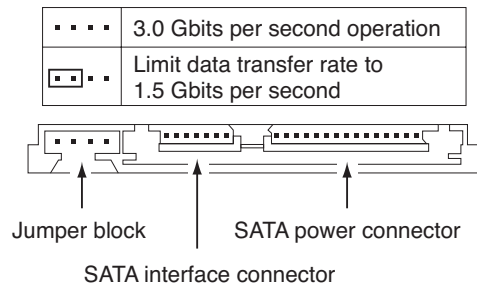 3.0 Gbits per second operation
Limit data transfer rate to
1.5 Gbits per second
Jumper block
SATA power connector
SATA interface connector